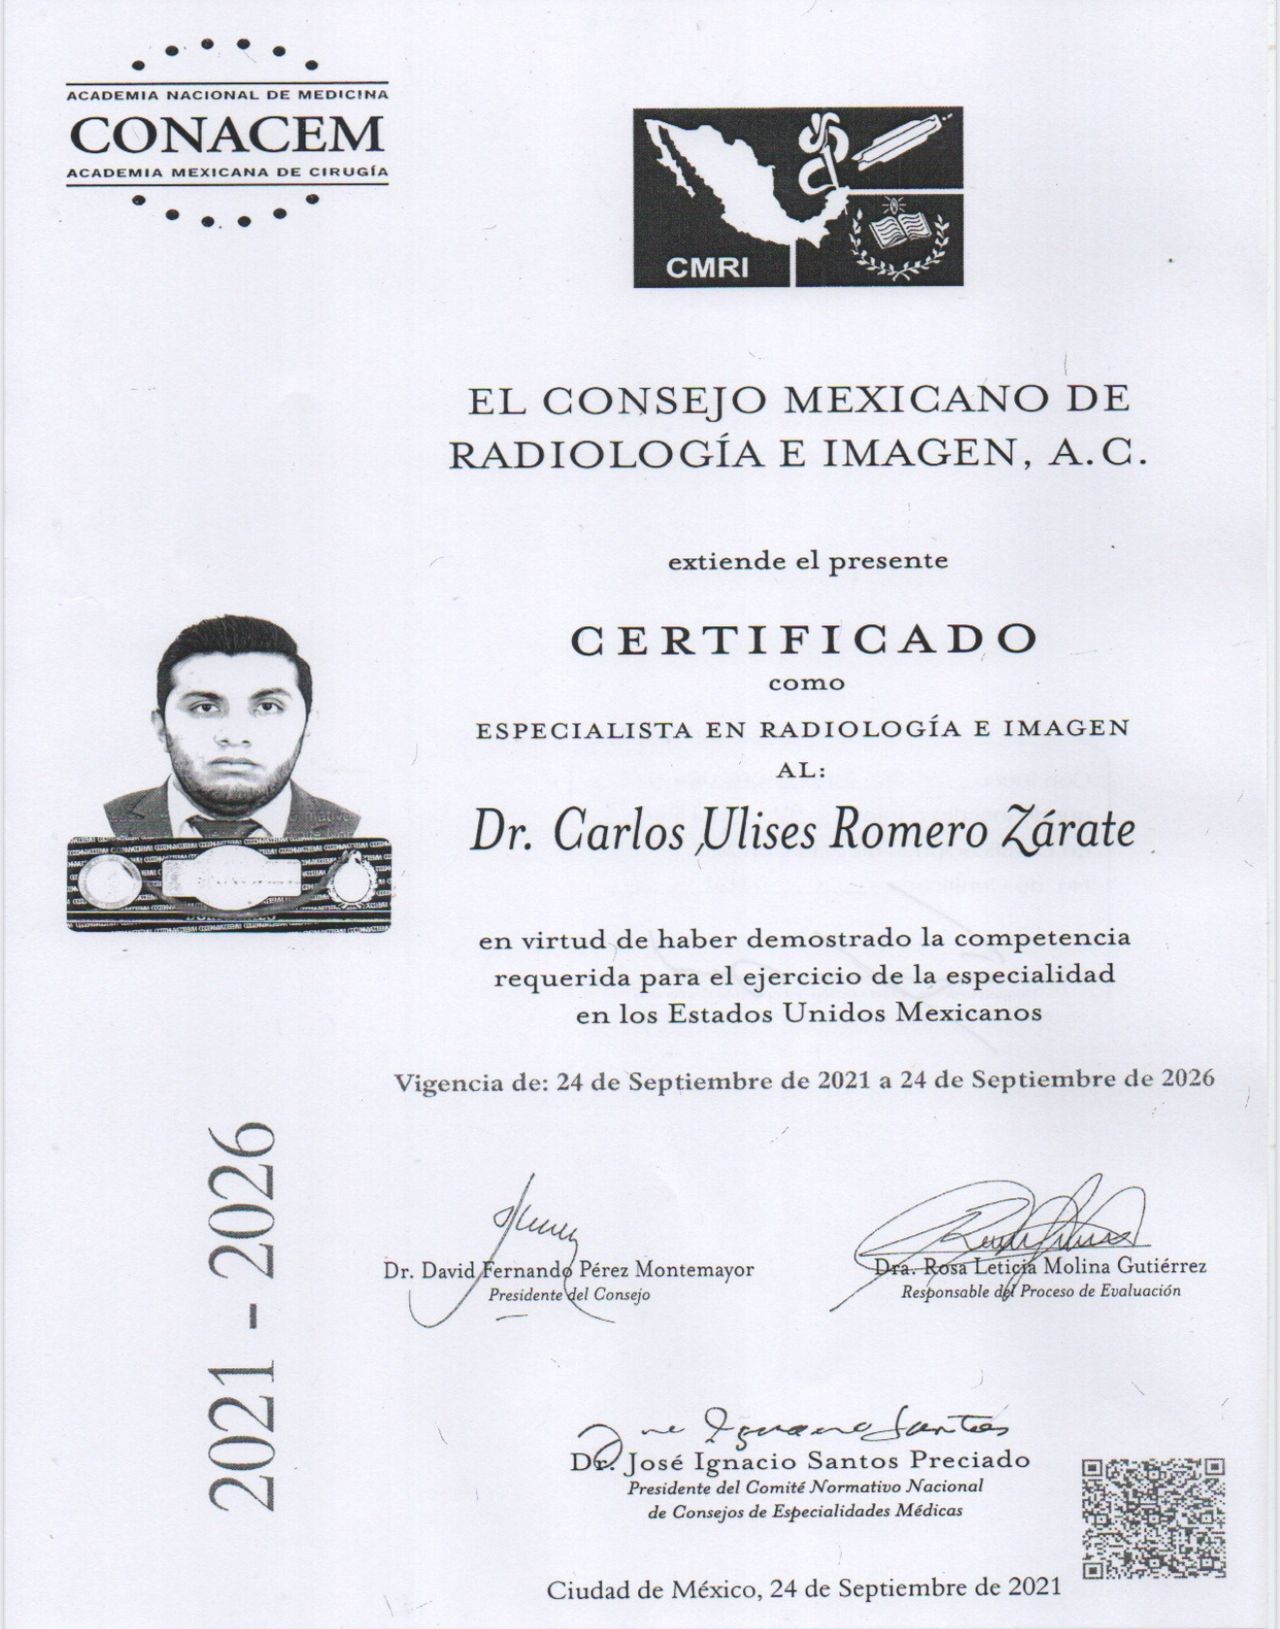 ACADEMIA NACIONAL DE MEDICINA
CONACEM
ACADEMIA MEXICANA DE CIRUGÍA
CMRI
EL CONSEJO MEXICANO DE
RADIOLOGÍA E IMAGEN, A.C.
extiende el presente
CERTIFICADO
como
ESPECIALISTA EN RADIOLOGÍA E IMAGEN
AL:
Dr. Carlos Ulises Romero Zárate
en virtud de haber demostrado la competencia
requerida para el ejercicio de la especialidad
en los Estados Unidos Mexicanos
Vigencia de: 24 de Septiembre de 2021 a 24 de Septiembre de 2026
2021 - 2026
Dr. David Fernando Pérez Montemayor
Presidente del Consejo
Dra. Rosa Leticia Molina Gutiérrez
Responsable del Proceso de Evaluación
Dr. José Ignacio Santos Preciado
Presidente del Comité Normativo Nacional
de Consejos de Especialidades Médicas
Ciudad de México, 24 de Septiembre de 2021